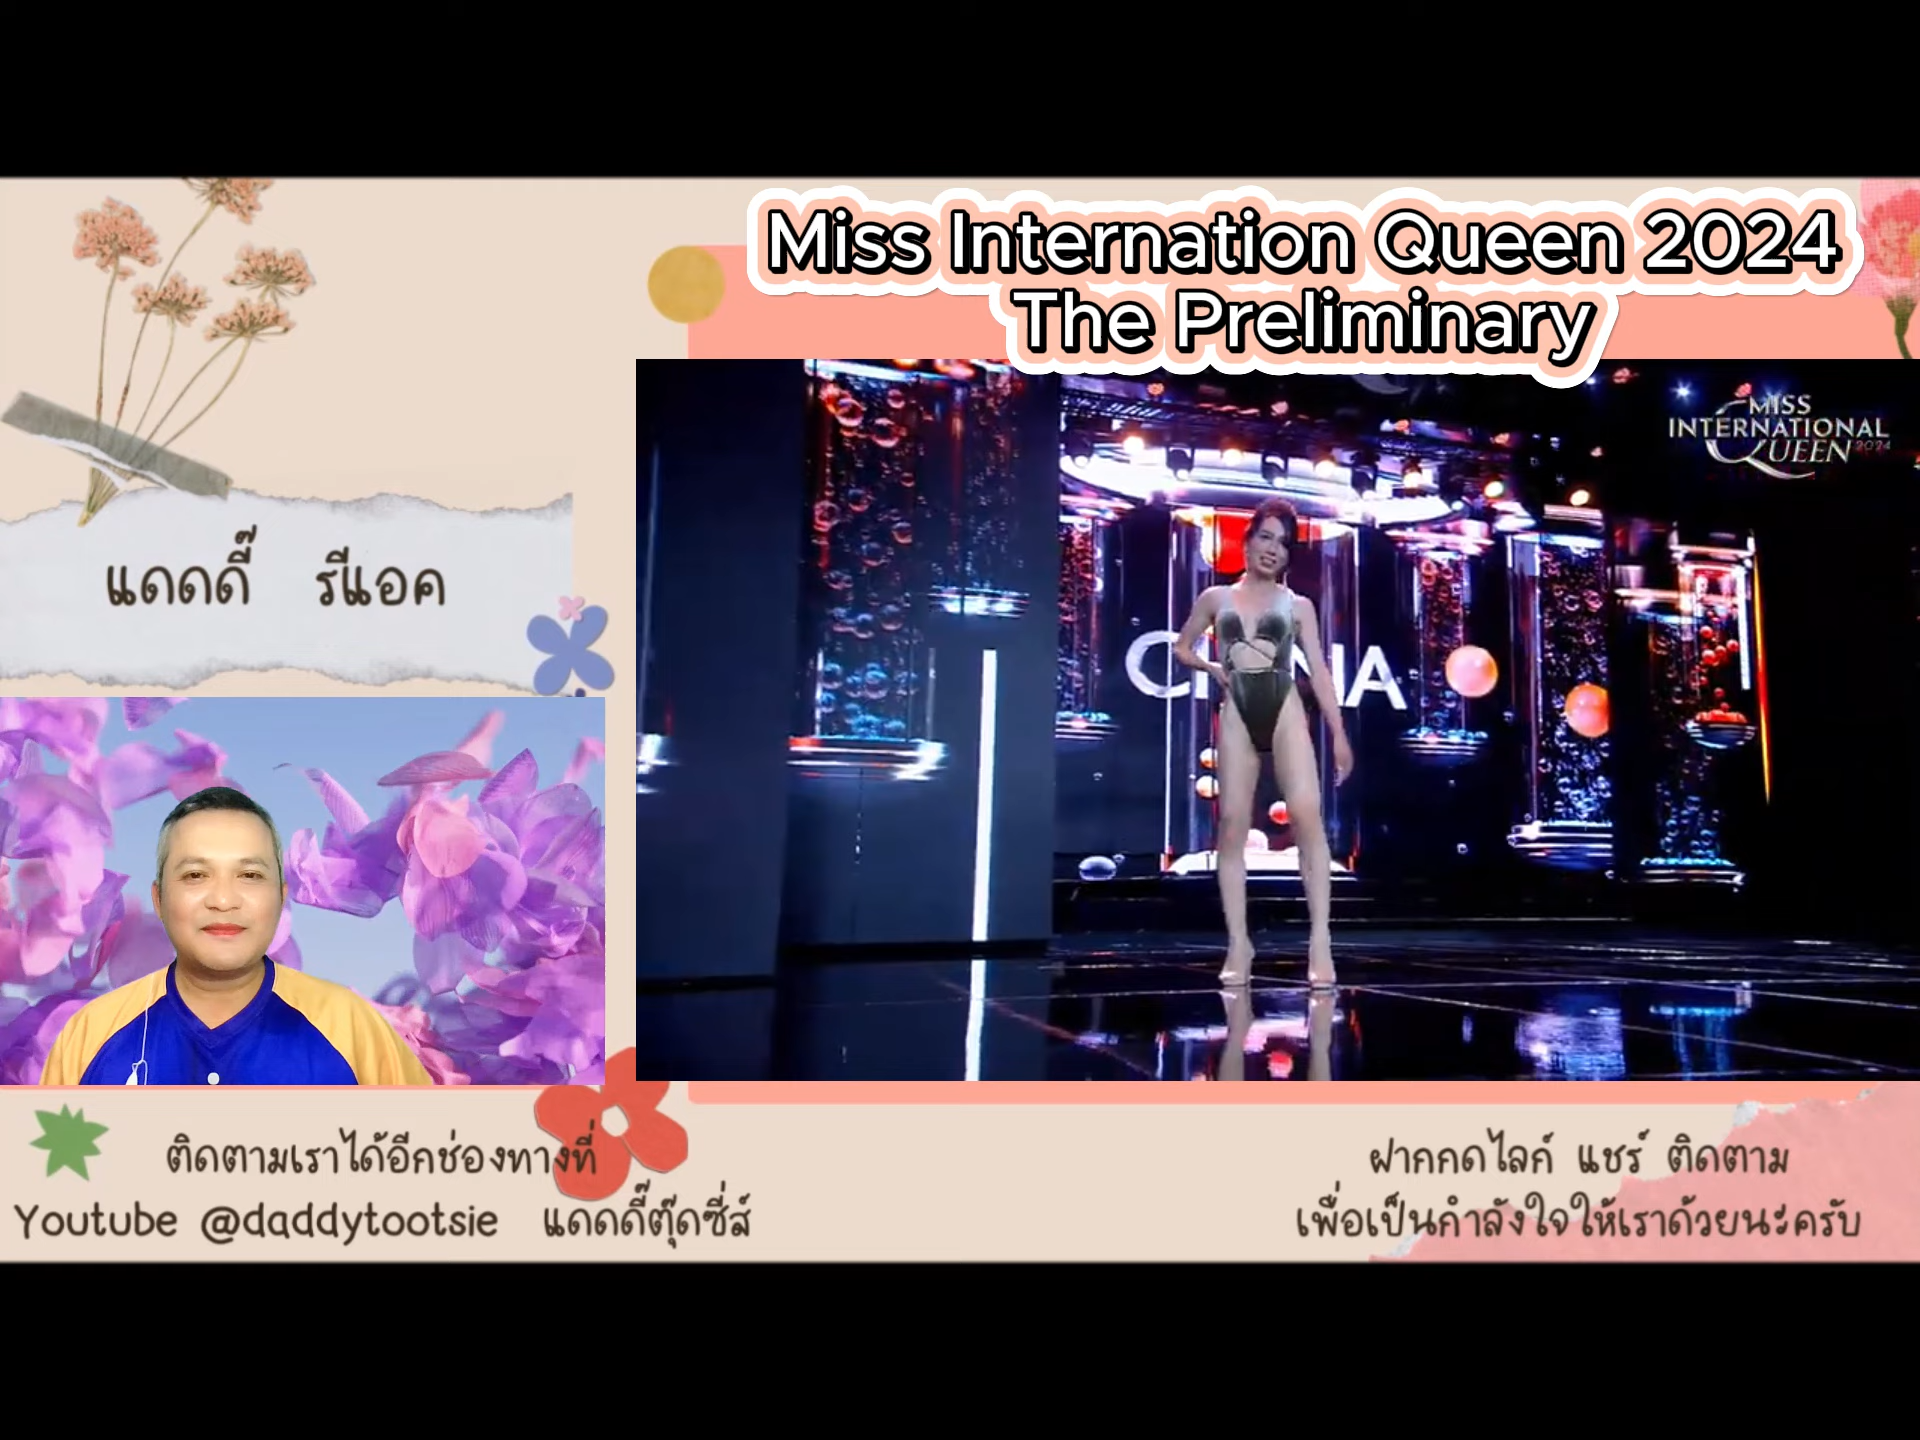 Miss Internation Queen 2024
The Preliminary
MISS
INTERNATIONAL
QUEEN 2024
แดดดี๊ รีแอค
CHINA
ติดตามเราได้อีกช่องทางที่
Youtube @daddytootsie แดดดี๊ตุ๊ดซี่ส์
ฝากกดไลก์ แชร์ ติดตาม
เพื่อเป็นกำลังใจให้เราด้วยนะครับ